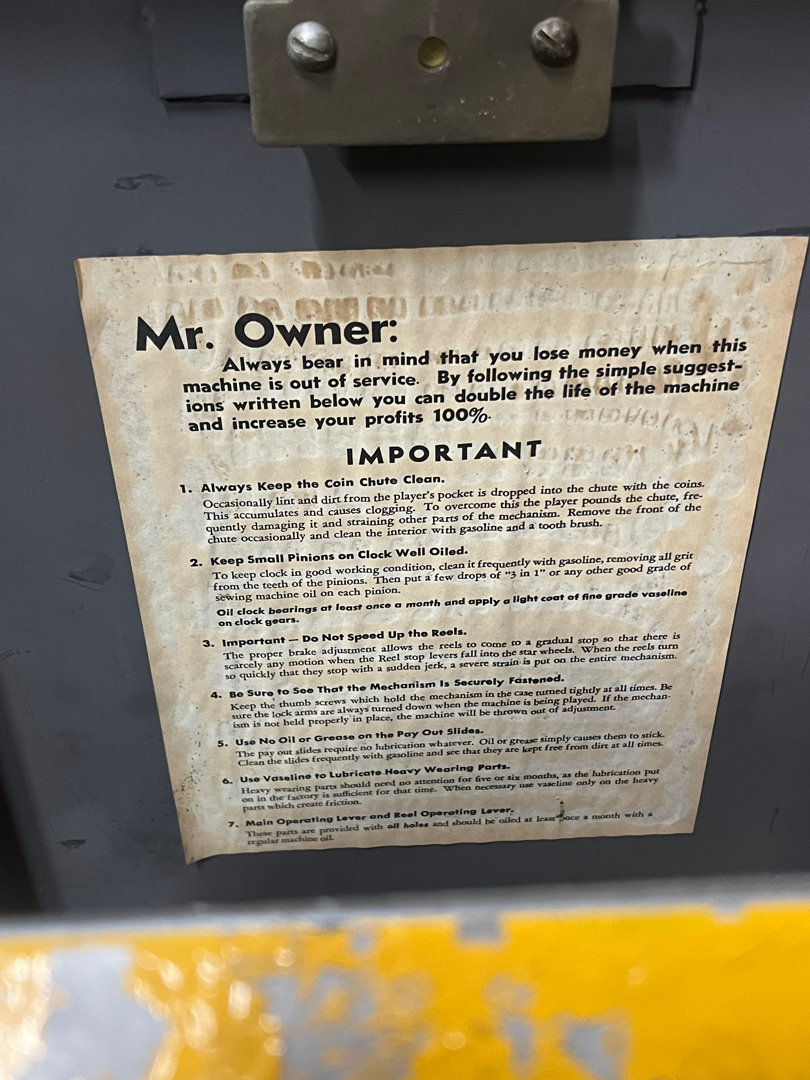 Mr. Owner:
Always bear in mind that you lose money when this
machine is out of service. By following the simple suggest-
ions written below you can double the life of the machine
and increase your profits 100%.
IMPORTANT
1. Always Keep the Coin Chute Clean.
Occasionally lint and dirt from the player's pocket is dropped into the chute with the coins.
This accumulates and causes clogging. To overcome this the player pounds the chute, fre-
quently damaging it and straining other parts of the mechanism. Remove the front of the
chute occasionally and clean the interior with gasoline and a tooth brush.
2. Keep Small Pinions on Clock Well Oiled.
To keep clock in good working condition, clean it frequently with gasoline, removing all grit
from the teeth of the pinions. Then put a few drops of "3 in 1" or any other good grade of
sewing machine oil on each pinion.
Oil clock bearings at least once a month and apply a light coat of fine grade vaseline
on clock gears.
3. Important — Do Not Speed Up the Reels.
The proper brake adjustment allows the reels to come to a gradual stop so that there is
scarcely any motion when the Reel stop levers fall into the star wheels. When the reels turn
so quickly that they stop with a sudden jerk, a severe strain is put on the entire mechanism.
4. Be Sure to See That the Mechanism Is Securely Fastened.
Keep the thumb screws which hold the mechanism in the case turned tightly at all times. Be
sure the lock arms are always turned down when the machine is being played. If the mechan-
ism is not held properly in place, the machine will be thrown out of adjustment.
5. Use No Oil or Grease on the Pay Out Slides.
The pay out slides require no lubrication whatever. Oil or grease simply causes them to stick.
Clean the slides frequently with gasoline and see that they are kept free from dirt at all times.
6. Use Vaseline to Lubricate Heavy Wearing Parts.
Heavy wearing parts should need no attention for five or six months, as the lubrication put
on in the factory is sufficient for that time. When necessary use vaseline only on the heavy
parts which create friction.
7. Main Operating Lever and Reel Operating Lever.
These parts are provided with oil holes and should be oiled at least once a month with a
regular machine oil.